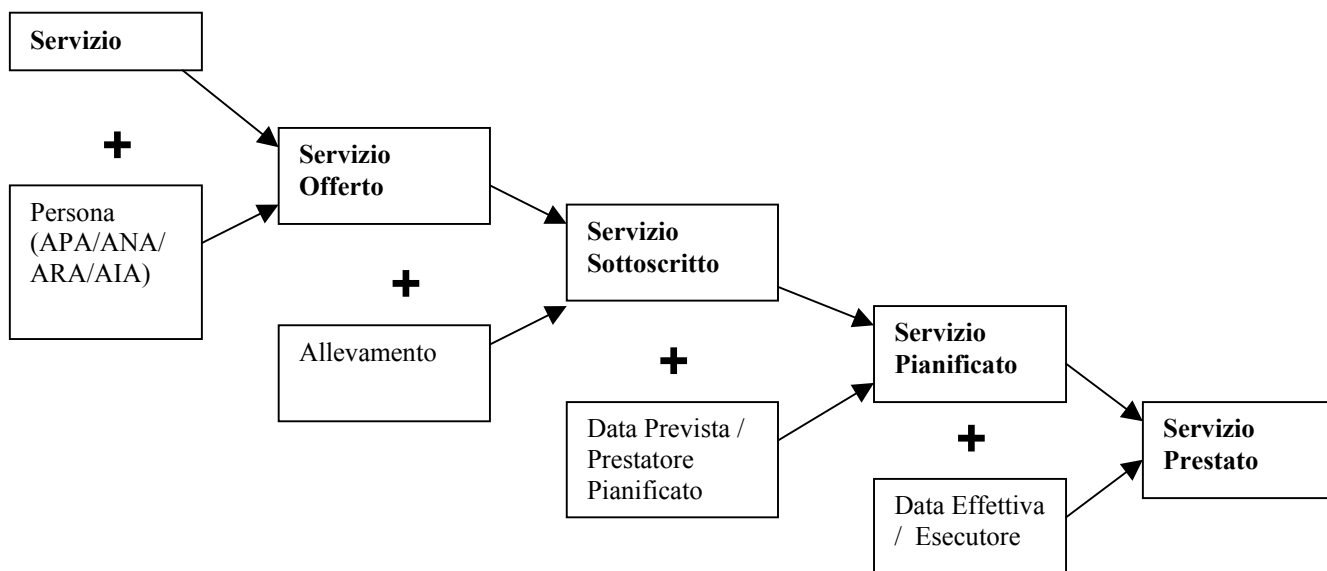 Servizio
+
Persona
(APA/ANA/
ARA/AIA)
Servizio
Offerto
+
Allevamento
Servizio
Sottoscritto
+
Data Prevista /
Prestatore
Pianificato
Servizio
Pianificato
+
Data Effettiva
/ Esecutore
Servizio
Prestato